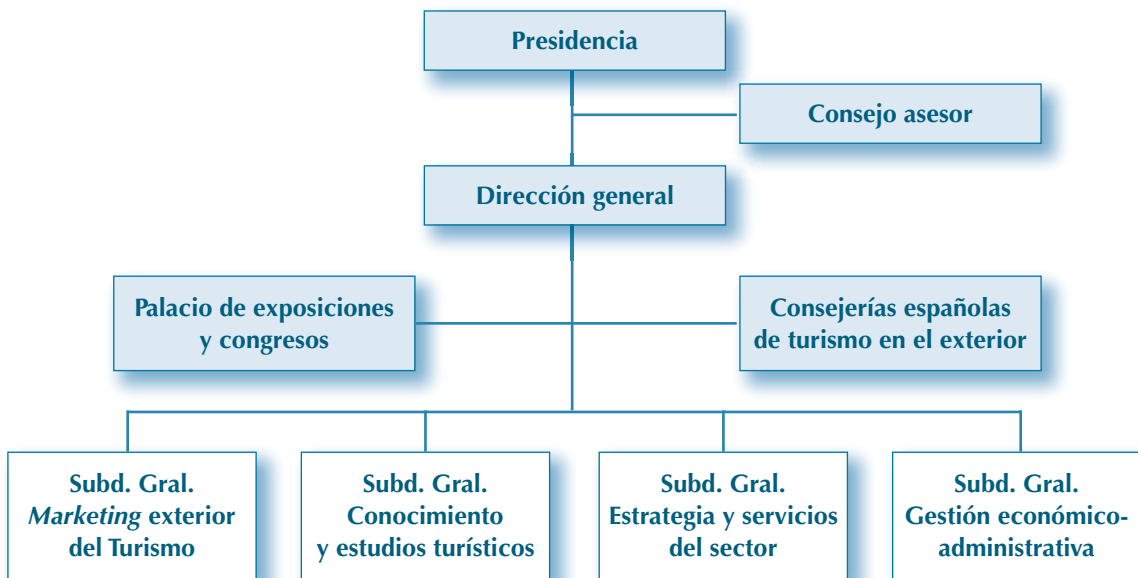 Presidencia
Consejo asesor
Dirección general
Palacio de exposiciones
y congresos
Consejerías españolas
de turismo en el exterior
Subd. Gral.
Marketing exterior
del Turismo
Subd. Gral.
Conocimiento
y estudios turísticos
Subd. Gral.
Estrategia y servicios
del sector
Subd. Gral.
Gestión económico-
administrativa